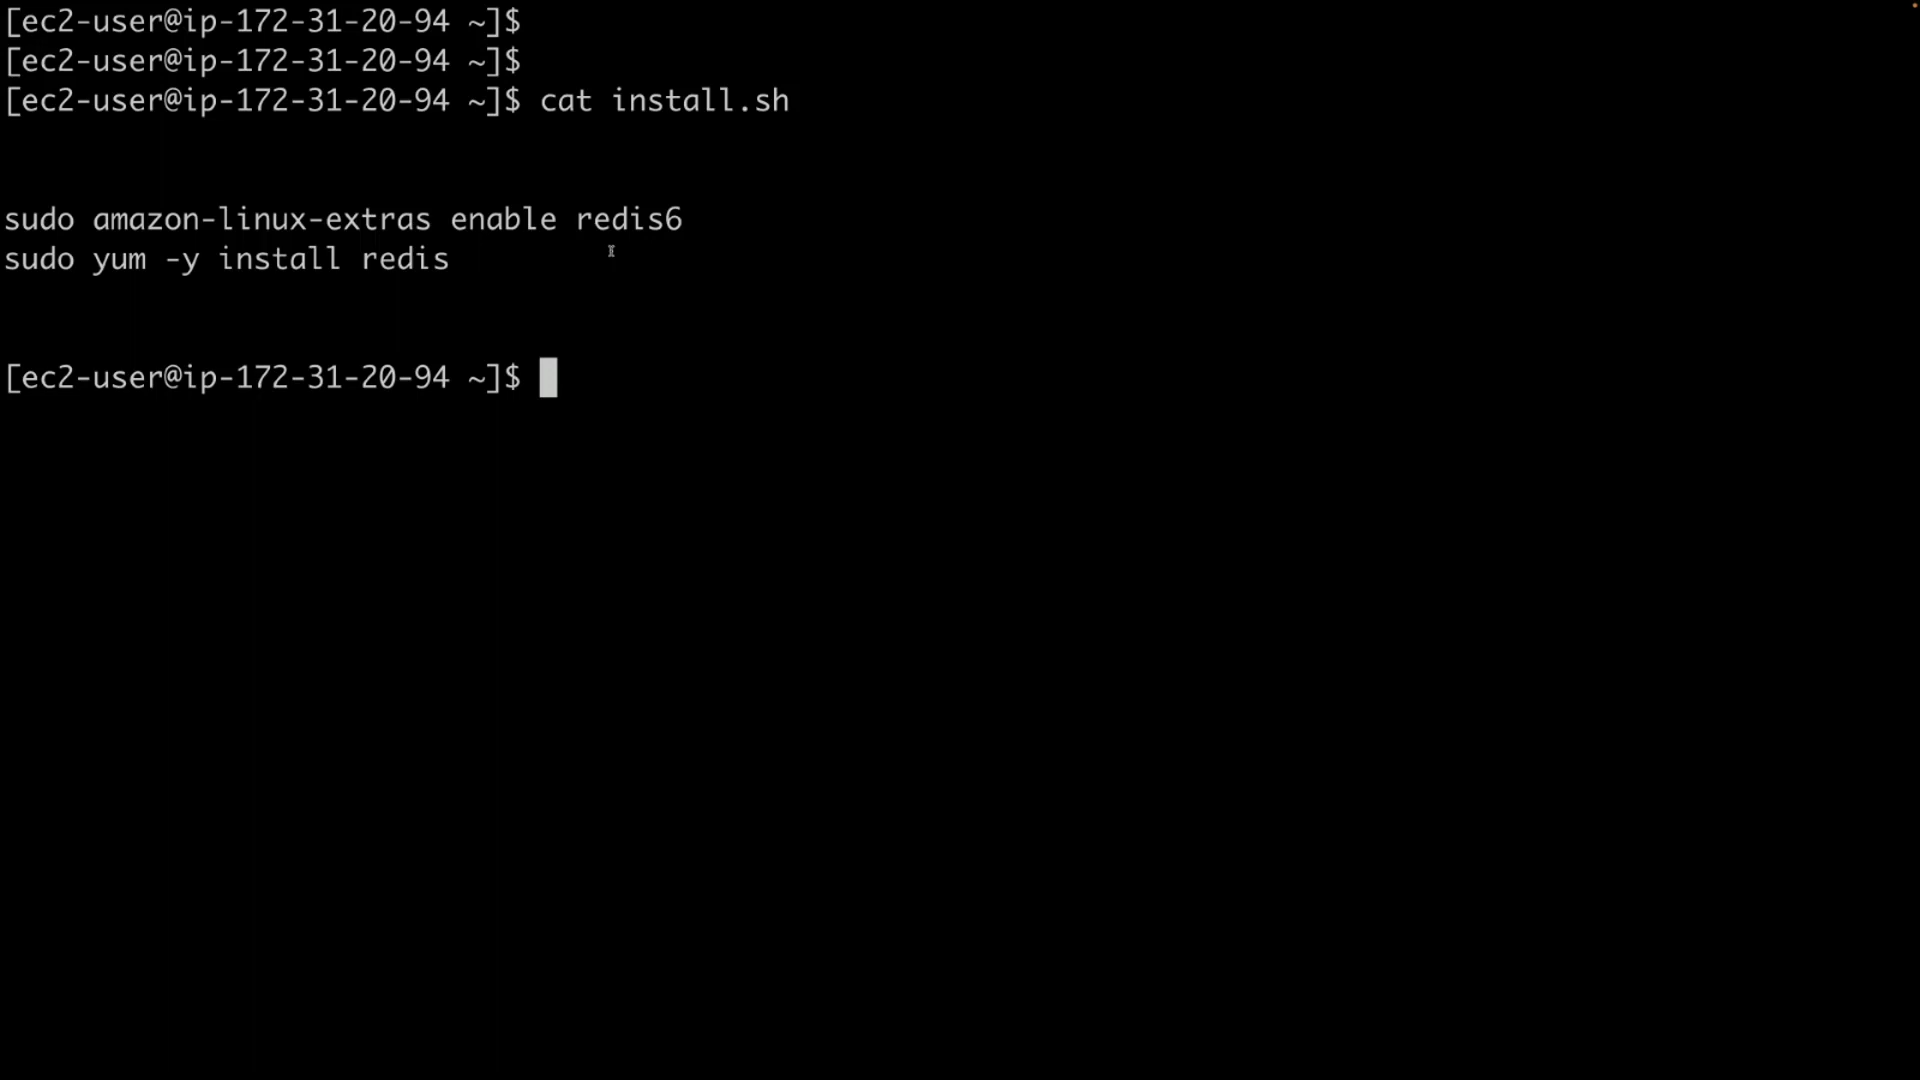 [ec2-user@ip-172-31-20-94 ~]$
[ec2-user@ip-172-31-20-94 ~]$
[ec2-user@ip-172-31-20-94 ~]$ cat install.sh
sudo amazon-linux-extras enable redis6
sudo yum -y install redis
[ec2-user@ip-172-31-20-94 ~]$